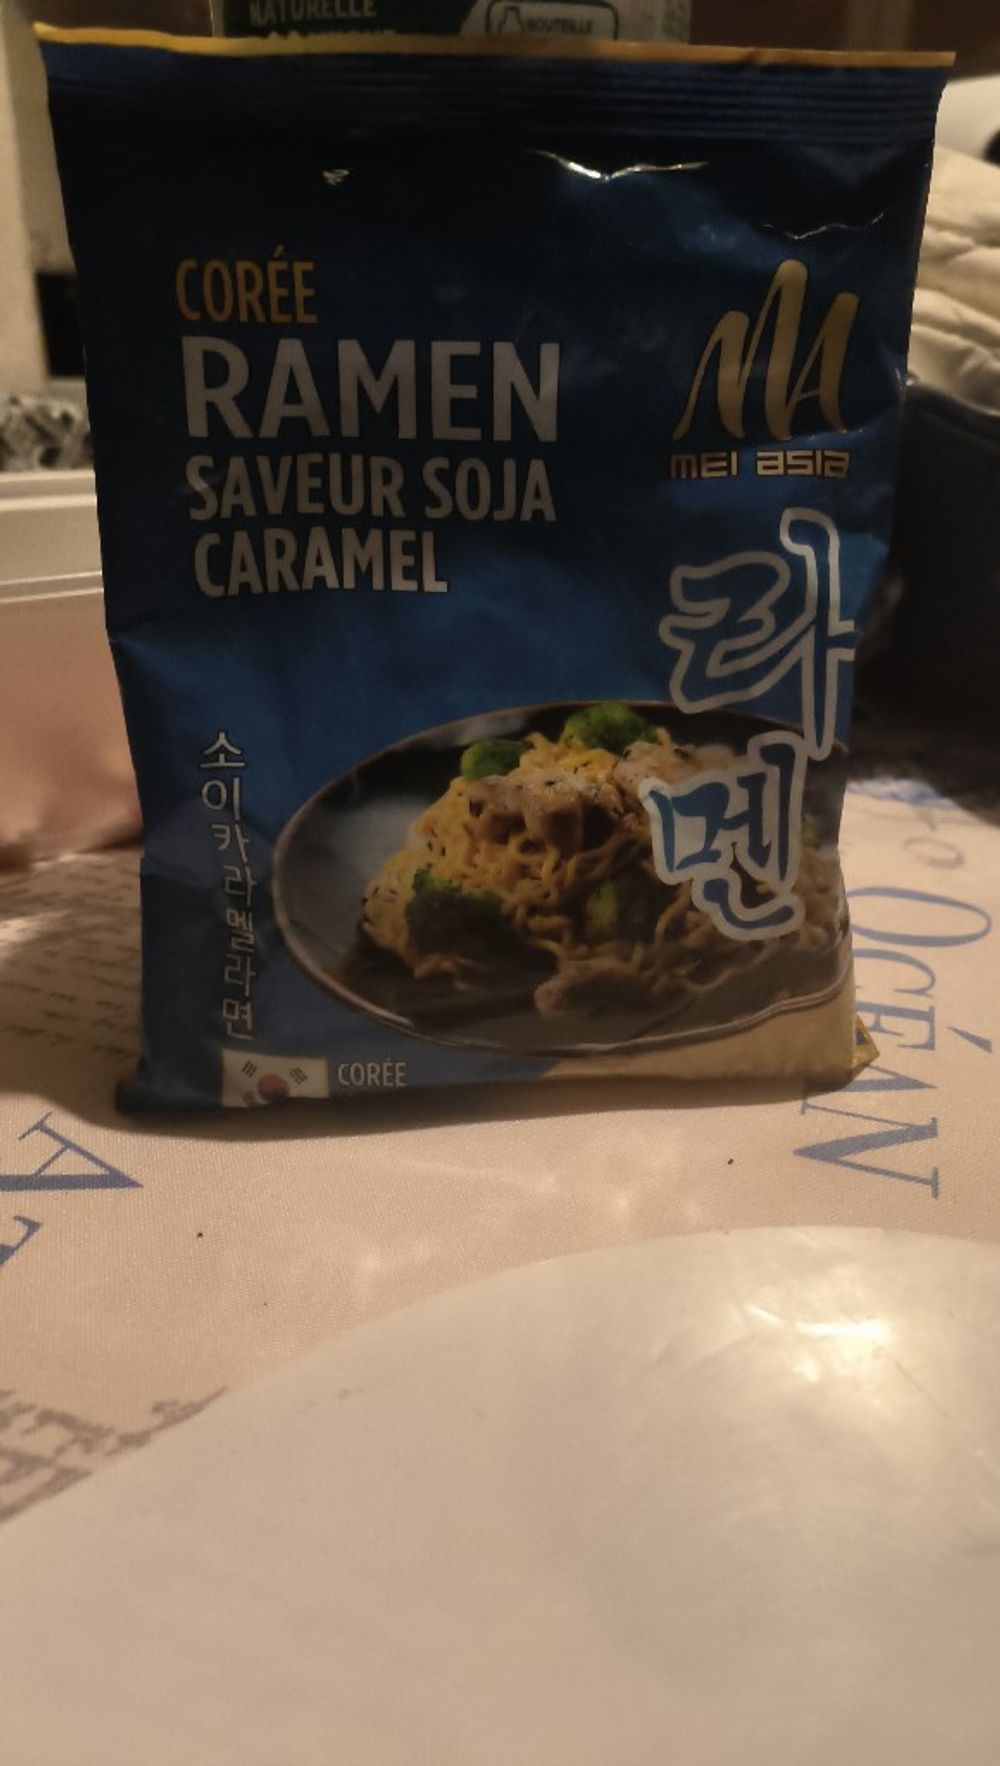 NATURELLE
BOUTEILLE
CORÉE
RAMEN
SAVEUR SOJA
CARAMEL
MA
MEI ASIA
라
멘
소이카라멜라면
CORÉE
OCÉAN